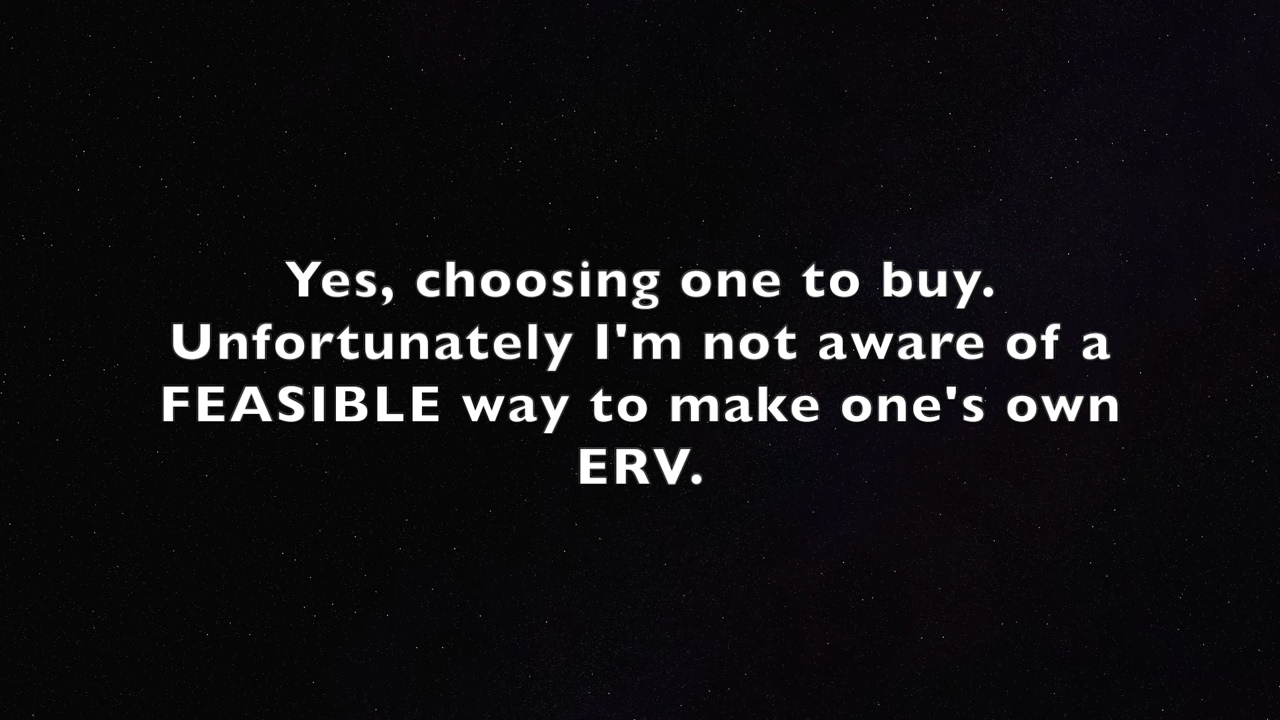 Yes, choosing one to buy.
Unfortunately I'm not aware of a
FEASIBLE way to make one's own
ERV.